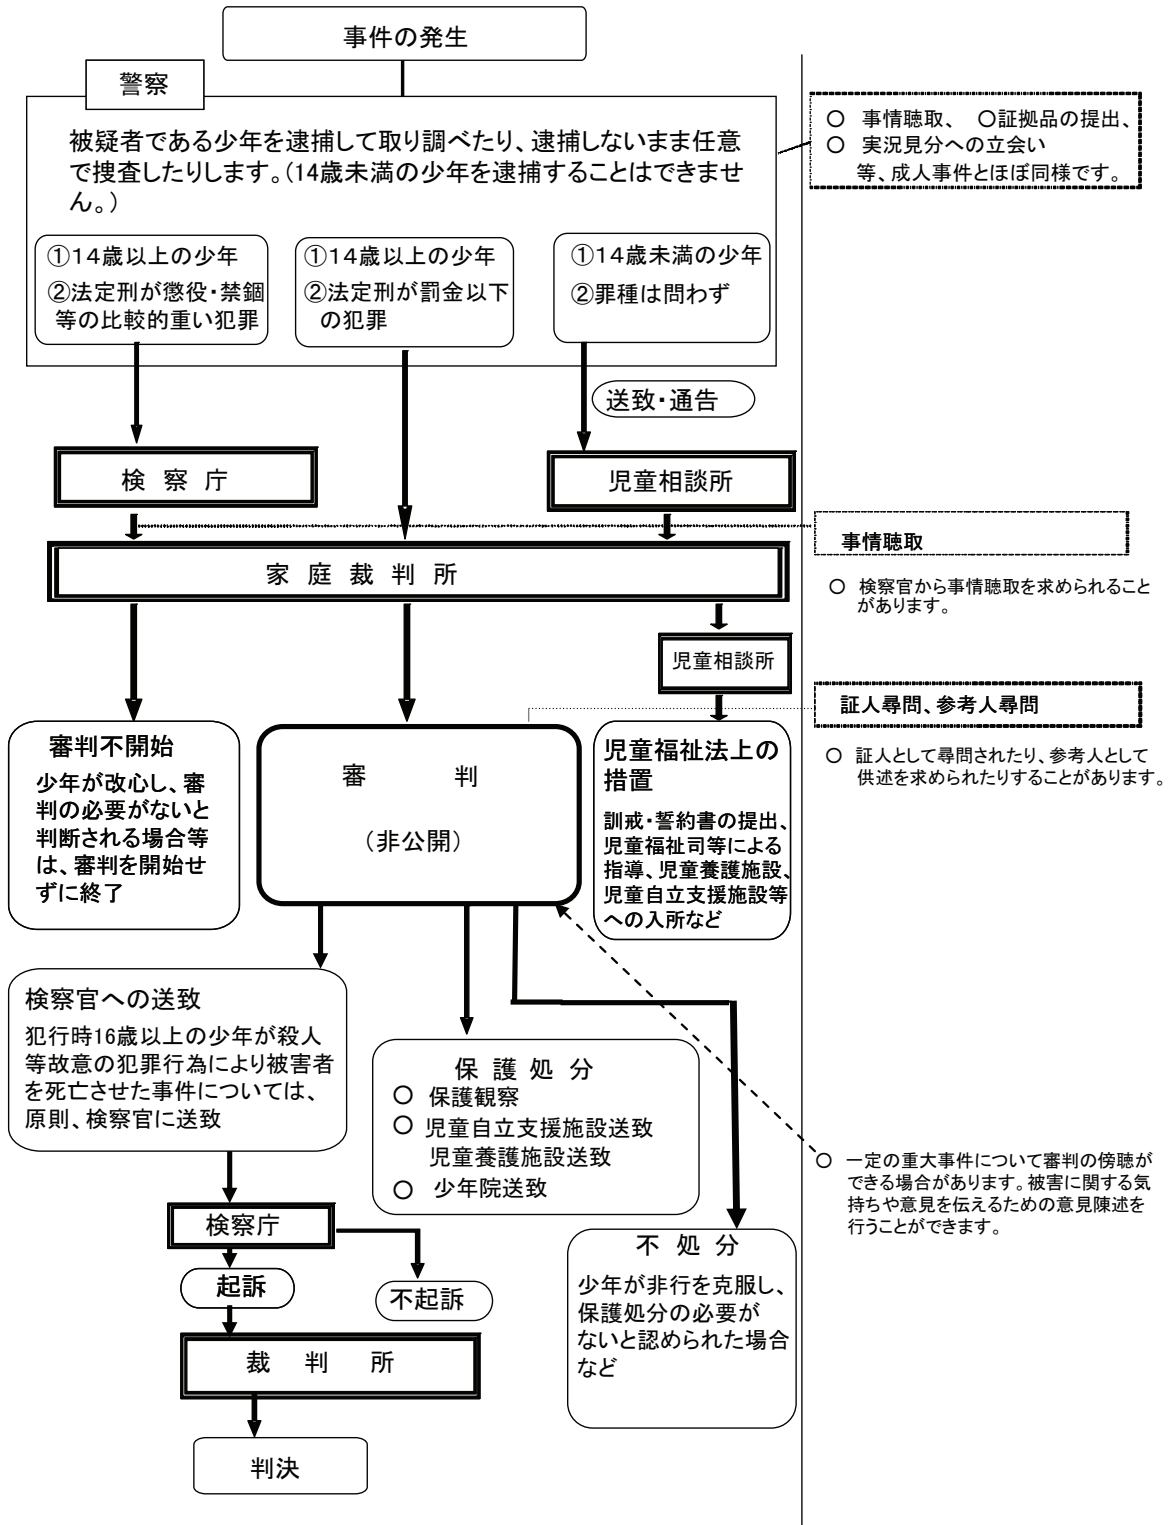 事件の発生
警察
被疑者である少年を逮捕して取り調べたり、逮捕しないまま任意
で捜査したりします。(14歳未満の少年を逮捕することはできませ
ん。)
①14歳以上の少年
②法定刑が懲役・禁錮
等の比較的重い犯罪
①14歳以上の少年
②法定刑が罰金以下
の犯罪
①14歳未満の少年
②罪種は問わず
○ 事情聴取、 ○証拠品の提出、
○ 実況見分への立会い
等、成人事件とほぼ同様です。
送致・通告
検 察 庁
児童相談所
家 庭 裁 判 所
事情聴取
○ 検察官から事情聴取を求められること
があります。
児童相談所
証人尋問、参考人尋問
○ 証人として尋問されたり、参考人として
供述を求められたりすることがあります。
審判不開始
少年が改心し、審
判の必要がないと
判断される場合等
は、審判を開始せ
ずに終了
審 判
(非公開)
児童福祉法上の
措置
訓戒・誓約書の提出、
児童福祉司等による
指導、児童養護施設、
児童自立支援施設等
への入所など
検察官への送致
犯行時16歳以上の少年が殺人
等故意の犯罪行為により被害者
を死亡させた事件については、
原則、検察官に送致
保 護 処 分
○ 保護観察
○ 児童自立支援施設送致
児童養護施設送致
○ 少年院送致
○ 一定の重大事件について審判の傍聴が
できる場合があります。被害に関する気
持ちや意見を伝えるための意見陳述を
行うことができます。
検察庁
起訴
不起訴
不 処 分
少年が非行を克服し、
保護処分の必要が
ないと認められた場合
など
裁 判 所
判決